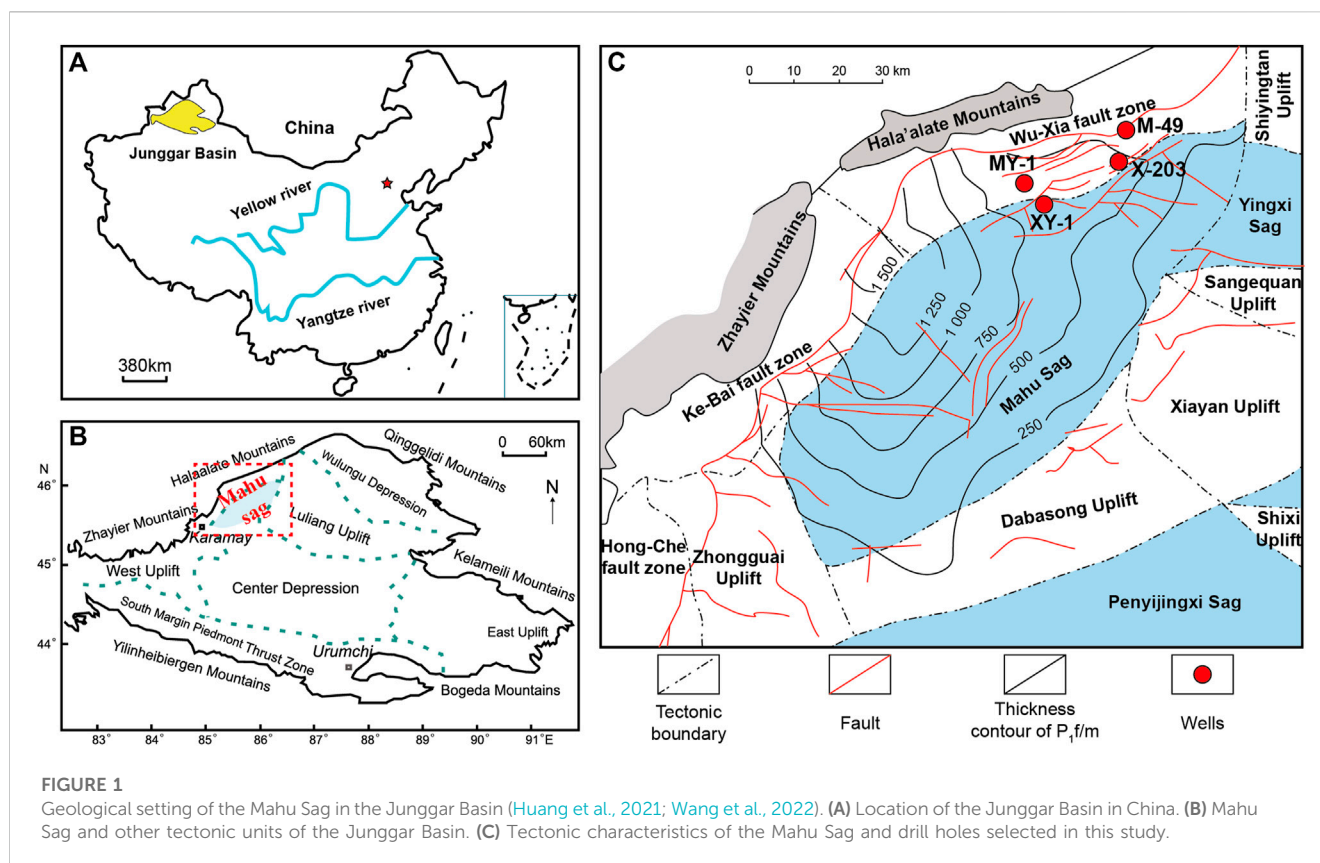 A
China
Junggar Basin
Yellow river
Yangtze river
380km
B
0 60km
N
46°
45°
44°
N
Halaalate Mountains
Qinggelidi Mountains
Wulungu Depression
Mahu
sag
Zhayier Mountains
Karamay
Luliang Uplift
Kelameili Mountains
West Uplift
Center Depression
South Margin Piedmont Thrust Zone
East Uplift
Urumchi
Yilinheibiergen Mountains
Bogeda Mountains
83° 84° 85° 86° 87° 88° 89° 90° 91°E
C
0 10 20 30 km
Hala'alate Mountains
Wu-Xia fault zone
Shiyingtan
Uplift
M-49
MY-1
X-203
XY-1
Yingxi
Sag
Zhayier Mountains
1 500
1 250
1 000
750
500
250
Sangequan
Uplift
Ke-Bai fault zone
Mahu Sag
Xiayan Uplift
Dabasong Uplift
Shixi
Uplift
Hong-Che
fault zone
Zhongguai
Uplift
Penyijingxi Sag
Tectonic
boundary
Fault
Thickness
contour of P₁f/m
Wells
FIGURE 1
Geological setting of the Mahu Sag in the Junggar Basin (Huang et al., 2021; Wang et al., 2022). (A) Location of the Junggar Basin in China. (B) Mahu
Sag and other tectonic units of the Junggar Basin. (C) Tectonic characteristics of the Mahu Sag and drill holes selected in this study.